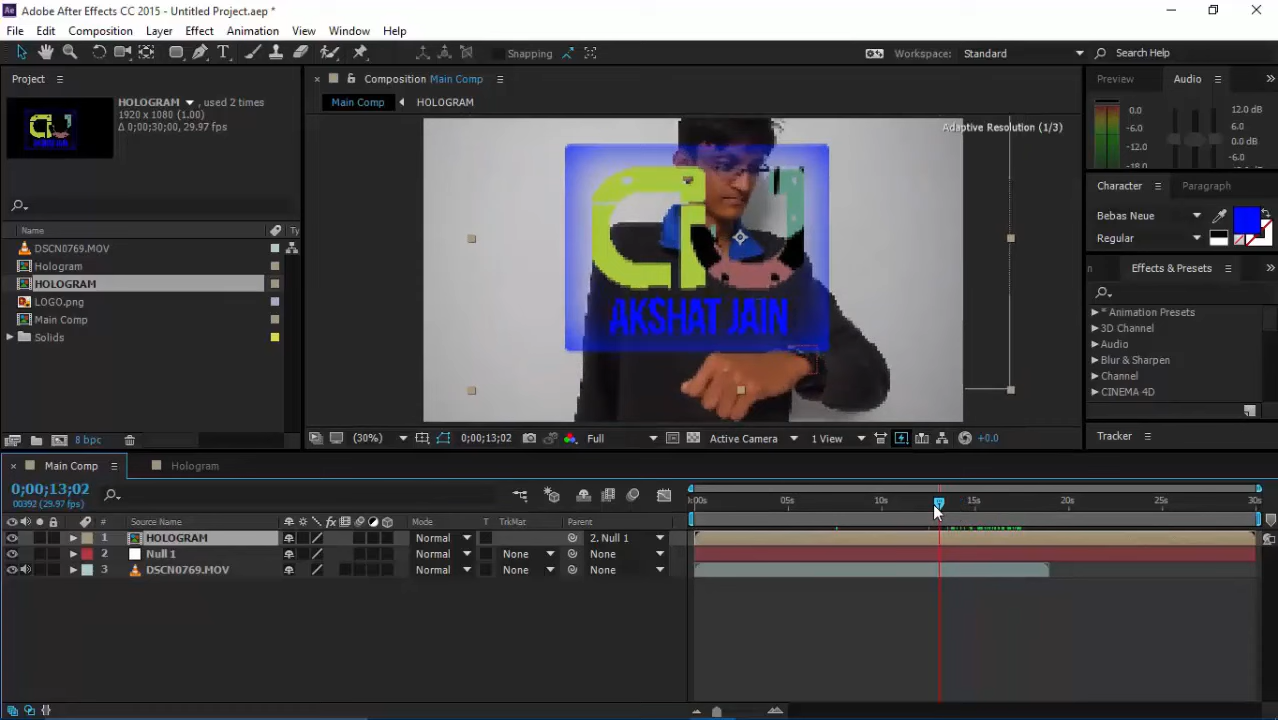 Adobe After Effects CC 2015 - Untitled Project.aep *
File Edit Composition Layer Effect Animation View Window Help
Snapping Workspace: Standard Search Help
Project
HOLOGRAM , used 2 times
1920 x 1080 (1.00)
Δ 0;00;30;00, 29.97 fps
Name Ty
DSCN0769.MOV
Hologram
HOLOGRAM
LOGO.png
Main Comp
Solids
8 bpc
Composition Main Comp
Main Comp HOLOGRAM
Adaptive Resolution (1/3)
AKSHAT JAIN
(30%) 0;00;13;02 Full Active Camera 1 View +0.0
Preview Audio
0.0 12.0 dB
-6.0 6.0
-12.0 0.0 dB
-18.0 -6.0
Character Paragraph
Bebas Neue
Regular
Effects & Presets
* Animation Presets
3D Channel
Audio
Blur & Sharpen
Channel
CINEMA 4D
Tracker
Main Comp Hologram
0;00;13;02
00392 (29.97 fps)
:00s 05s 10s 15s 20s 25s 30s
# Source Name Mode T TrkMat Parent
1 HOLOGRAM Normal 2. Null 1
2 Null 1 Normal None None
3 DSCN0769.MOV Normal None None